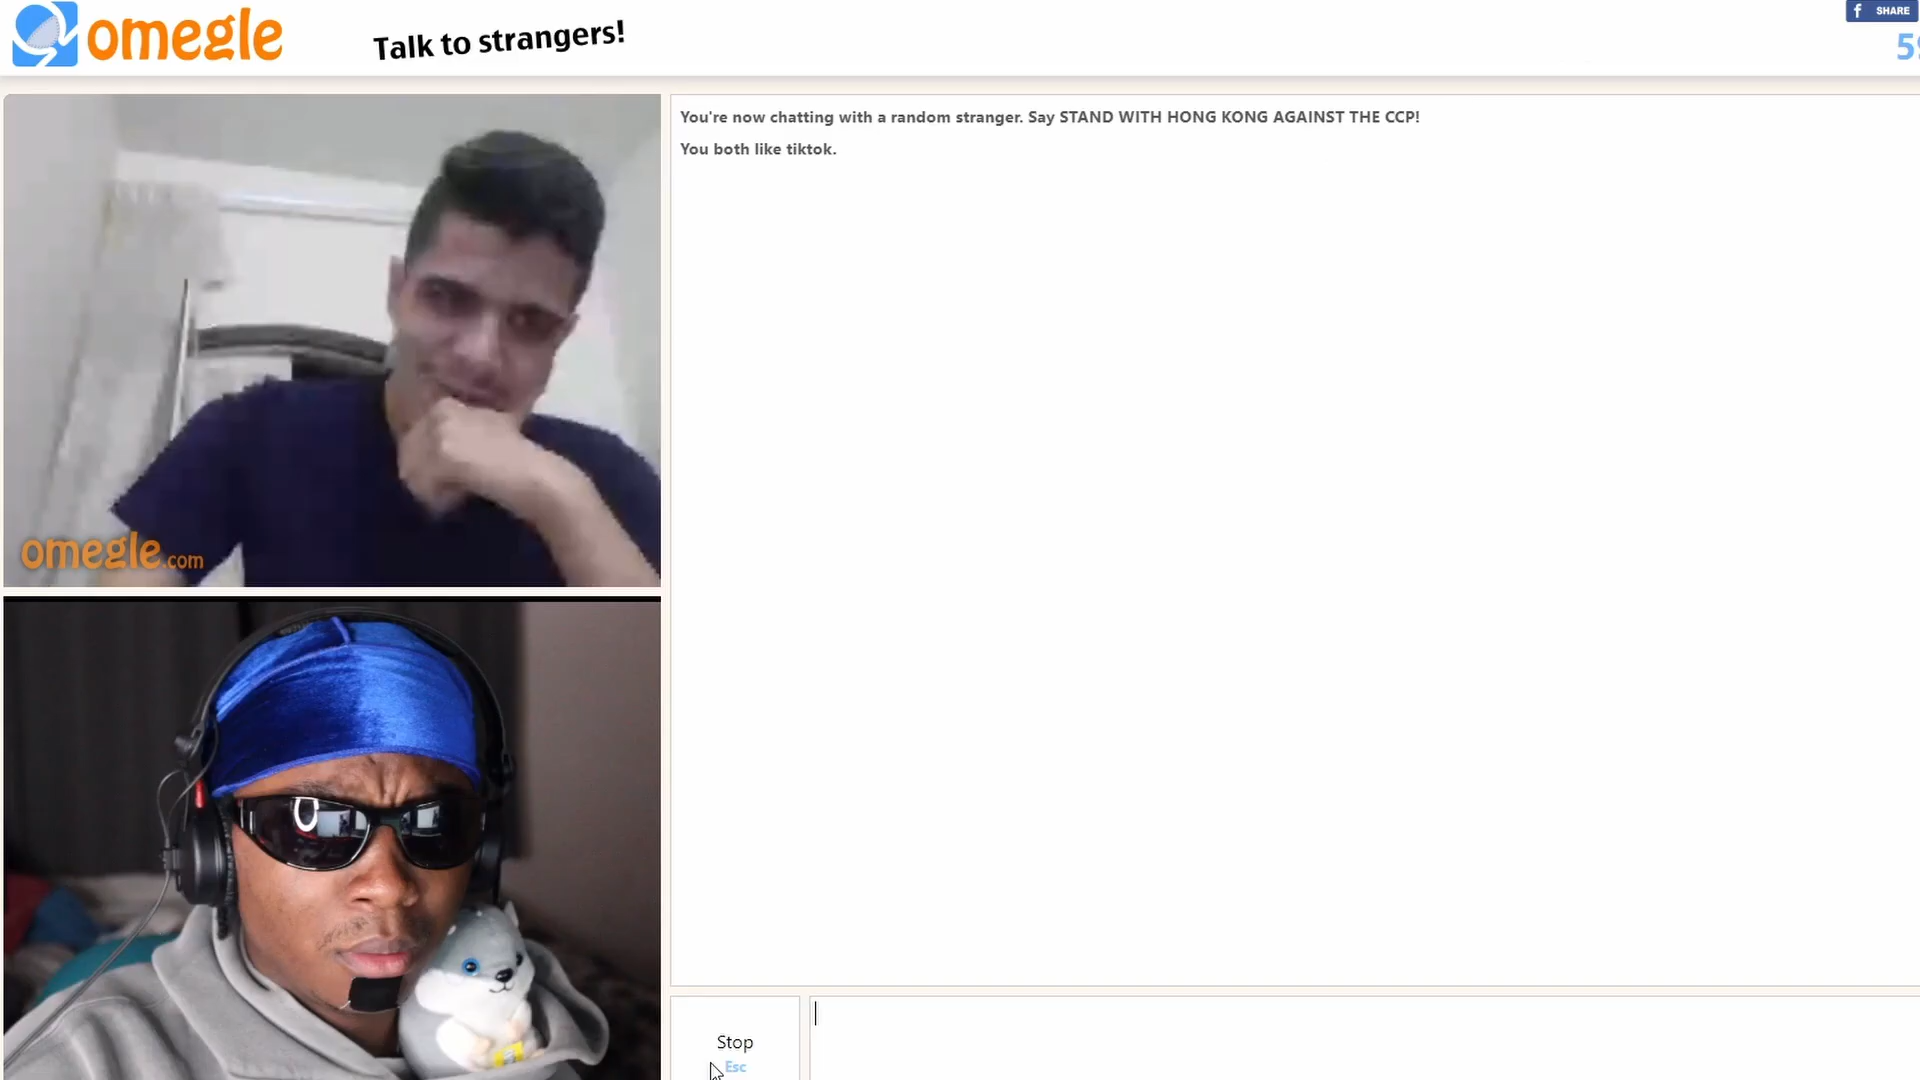 omegle
Talk to strangers!
SHARE
You're now chatting with a random stranger. Say STAND WITH HONG KONG AGAINST THE CCP!
You both like tiktok.
omegle.com
Stop
Esc